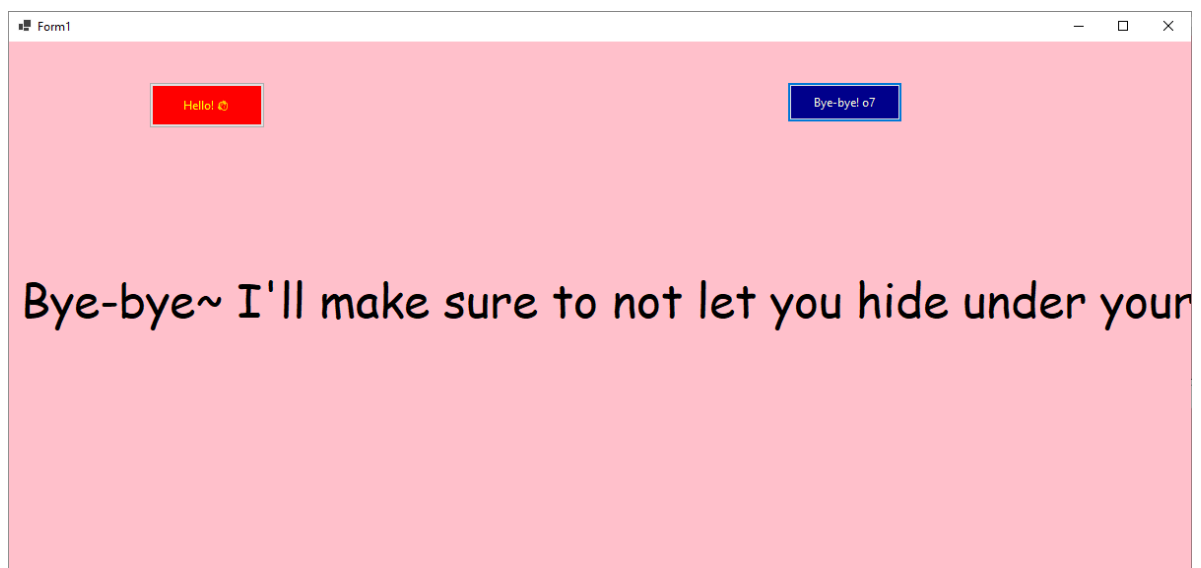 Form1
Hello! 👋
Bye-bye! o7
Bye-bye~ I'll make sure to not let you hide under your